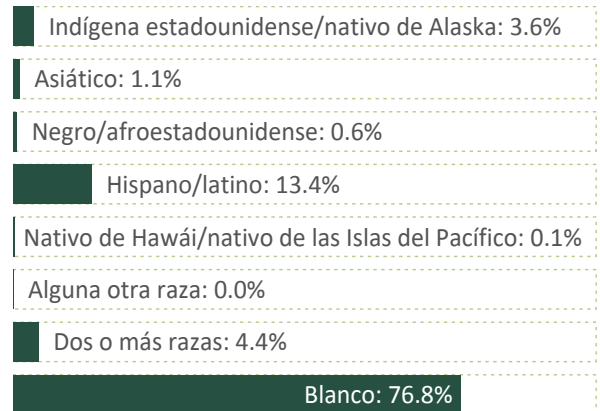 Indígena estadounidense/nativo de Alaska: 3.6%
Asiático: 1.1%
Negro/afroestadounidense: 0.6%
Hispano/latino: 13.4%
Nativo de Hawái/nativo de las Islas del Pacífico: 0.1%
Alguna otra raza: 0.0%
Dos o más razas: 4.4%
Blanco: 76.8%